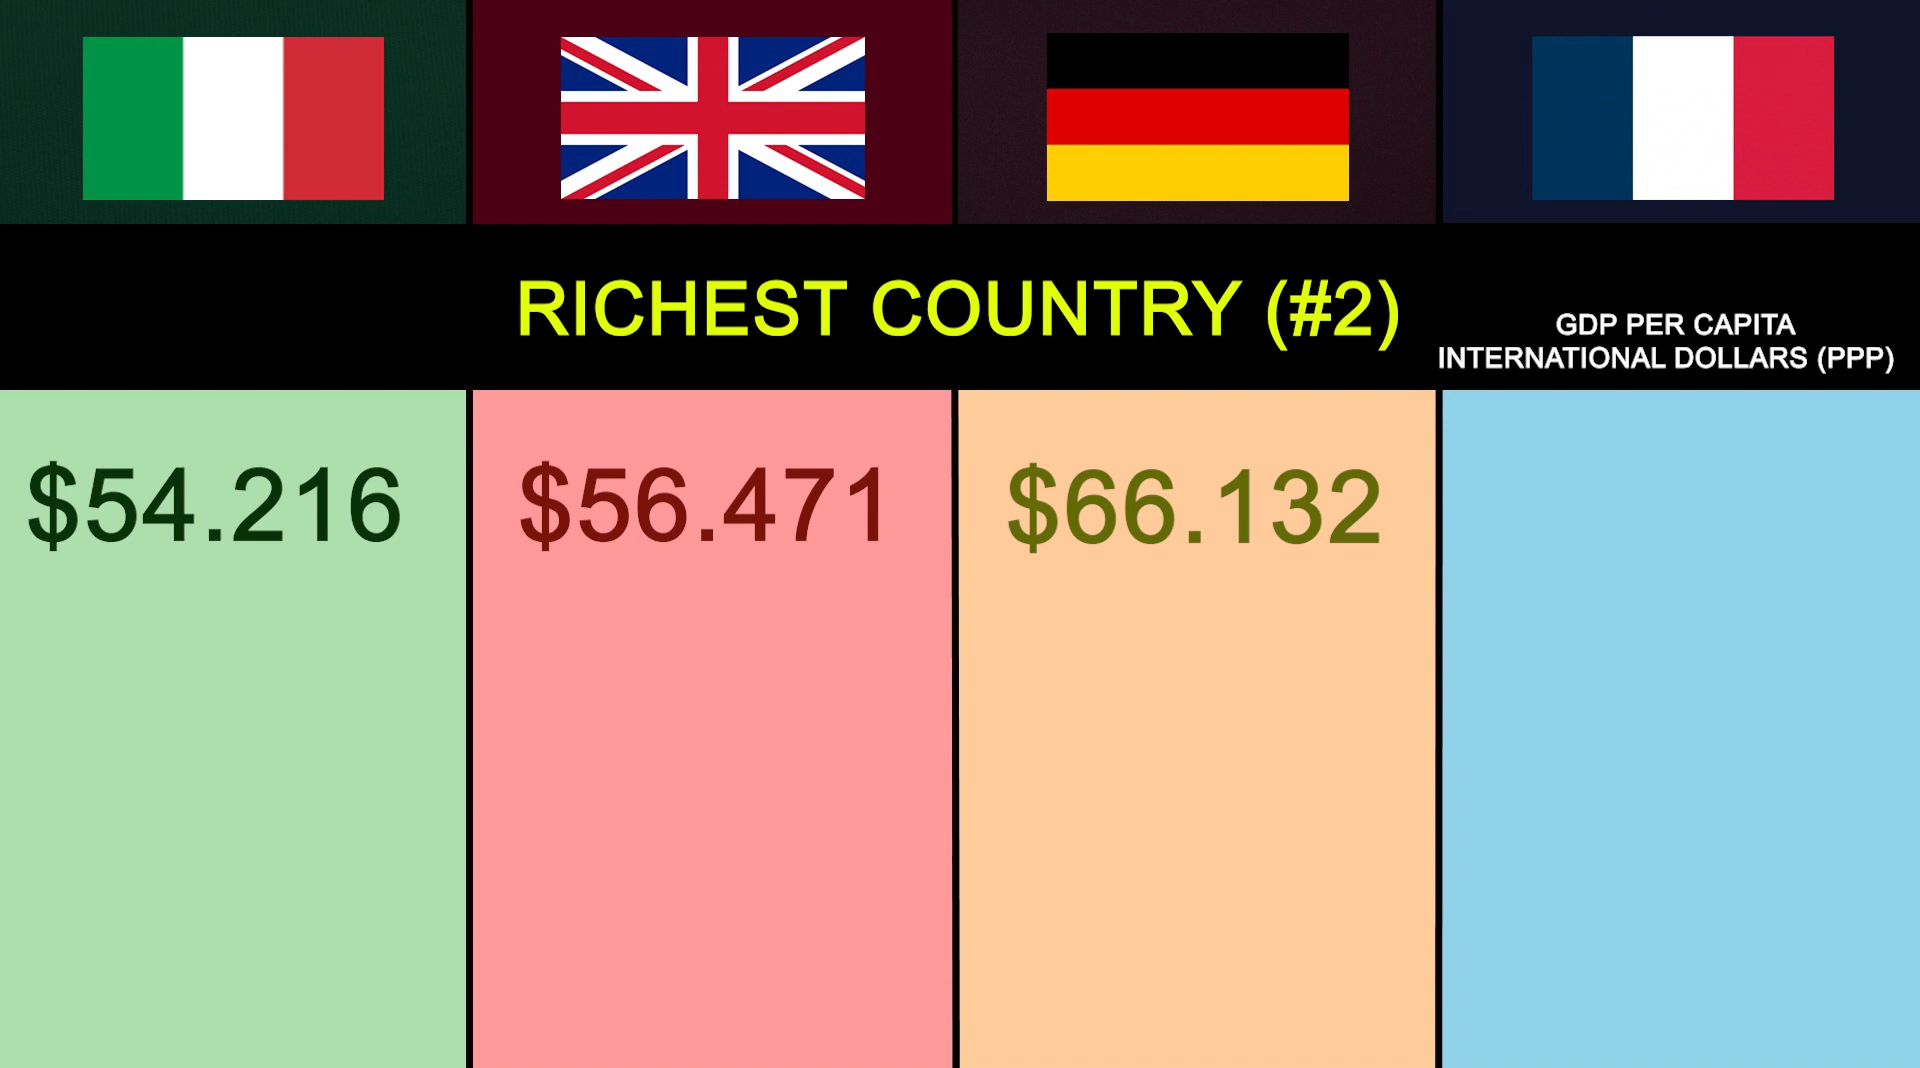 RICHEST COUNTRY (#2)
GDP PER CAPITA
INTERNATIONAL DOLLARS (PPP)
$54.216
$56.471
$66.132